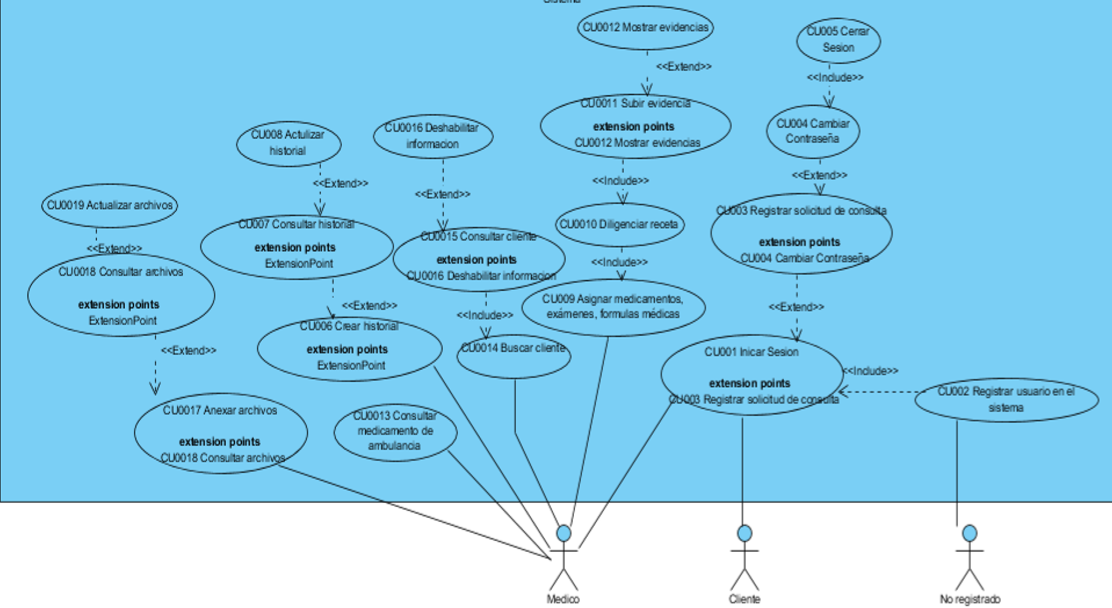 Sistema
CU0012 Mostrar evidencias
<<Extend>>
CU005 Cerrar
Sesion
<<Include>>
CU0011 Subir evidencia
extension points
CU0012 Mostrar evidencias
CU004 Cambiar
Contraseña
<<Extend>>
CU008 Actulizar
historial
<<Extend>>
CU0016 Deshabilitar
informacion
<<Extend>>
<<Include>>
CU0019 Actualizar archivos
<<Extend>>
CU007 Consultar historial
extension points
ExtensionPoint
<<Extend>>
CU0015 Consultar cliente
extension points
CU0016 Deshabilitar informacion
<<Include>>
CU0010 Diligenciar receta
<<Include>>
CU003 Registrar solicitud de consulta
extension points
CU004 Cambiar Contraseña
<<Extend>>
CU0018 Consultar archivos
extension points
ExtensionPoint
<<Extend>>
CU006 Crear historial
extension points
ExtensionPoint
CU0014 Buscar cliente
CU009 Asignar medicamentos,
exámenes, formulas médicas
CU001 Inicar Sesion
extension points
CU003 Registrar solicitud de consulta
<<Include>>
CU002 Registrar usuario en el
sistema
CU0017 Anexar archivos
extension points
CU0018 Consultar archivos
CU0013 Consultar
medicamento de
ambulancia
Medico
Cliente
No registrado